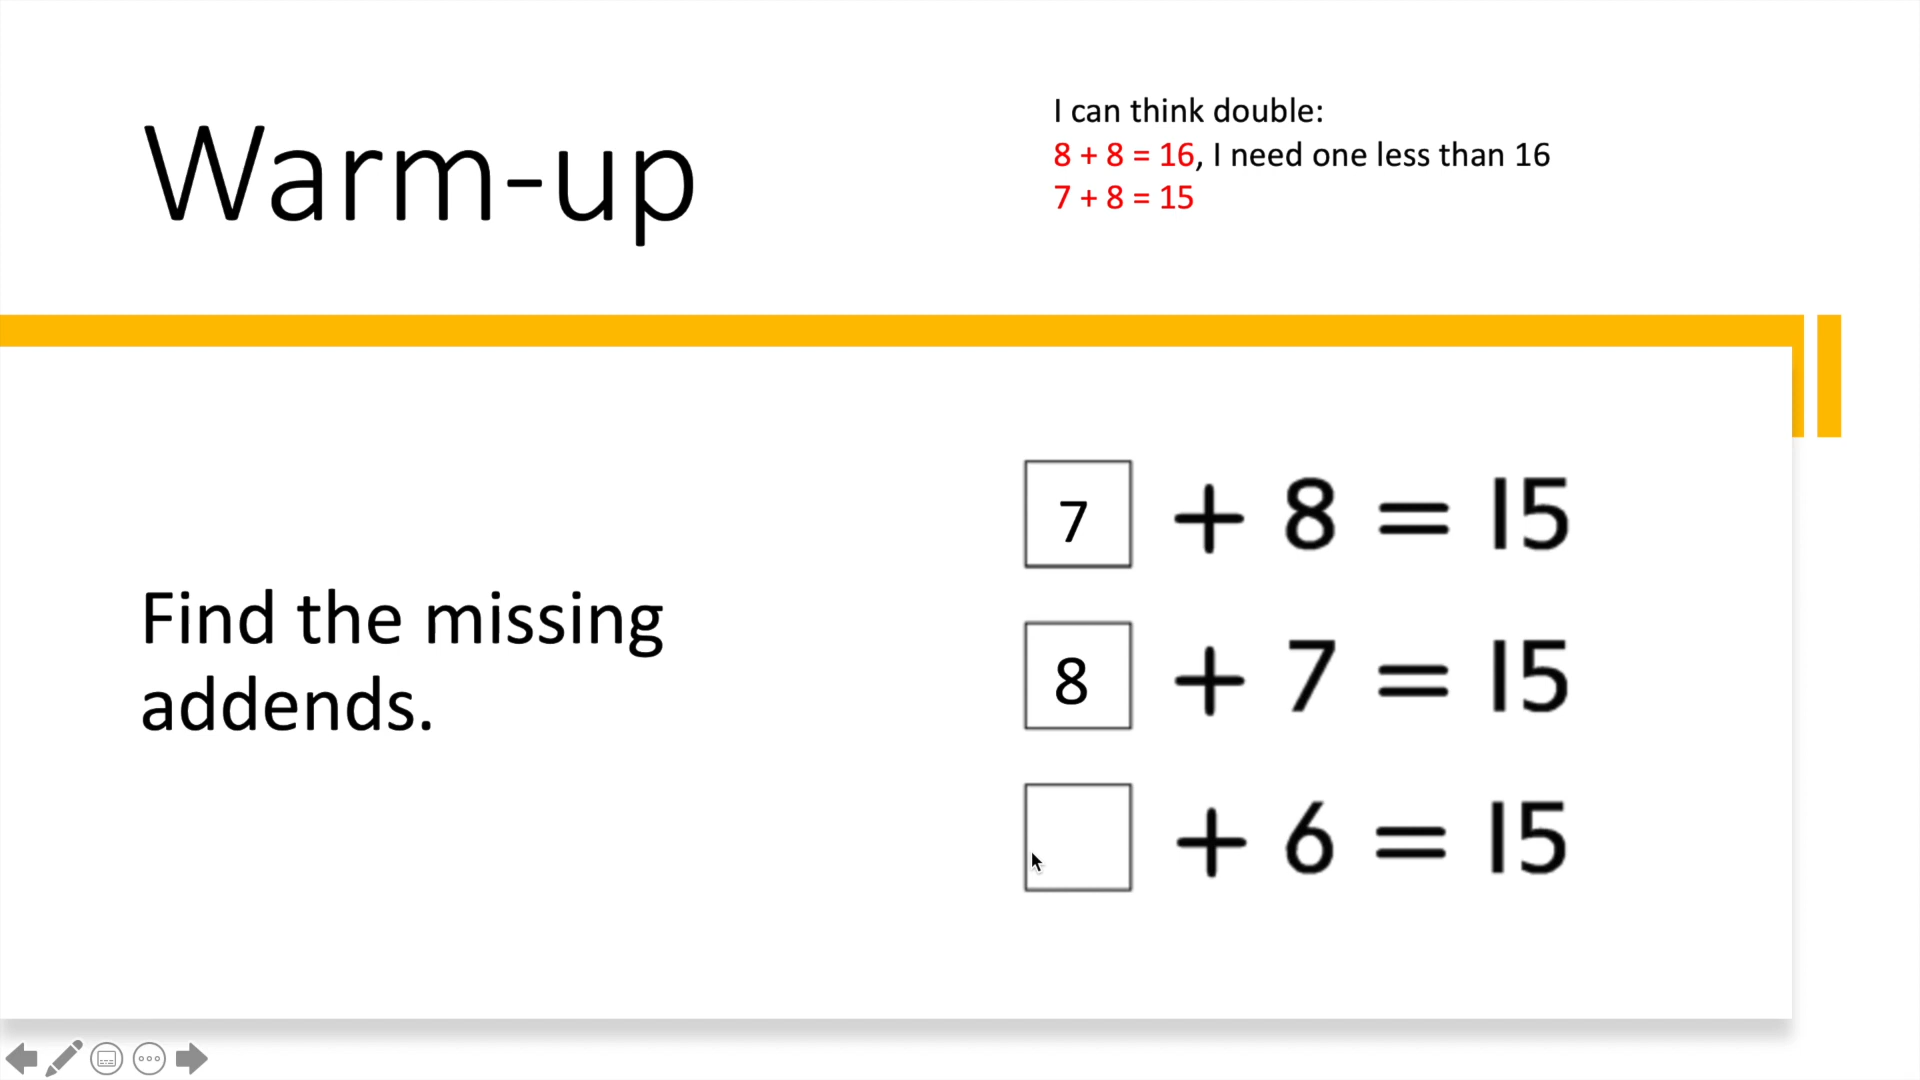 Warm-up
I can think double:
8 + 8 = 16, I need one less than 16
7 + 8 = 15
Find the missing
addends.
7 + 8 = 15
8 + 7 = 15
+ 6 = 15